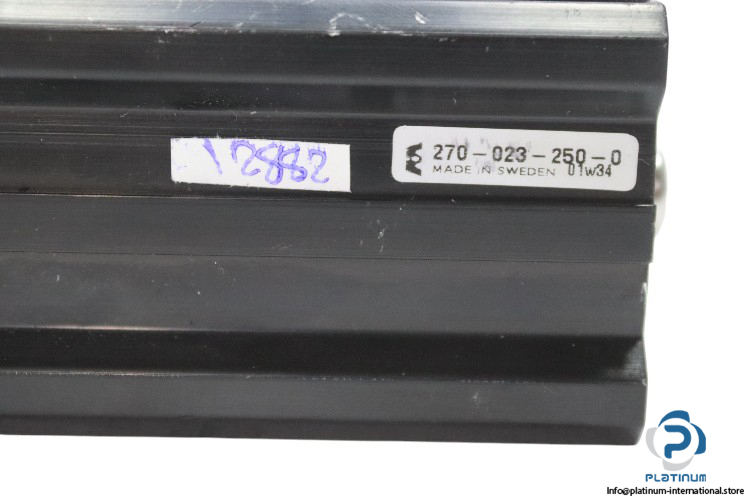 270-023-250-0
MADE IN SWEDEN 01w34
12882
PLATINUM
Info@platinum-international.store